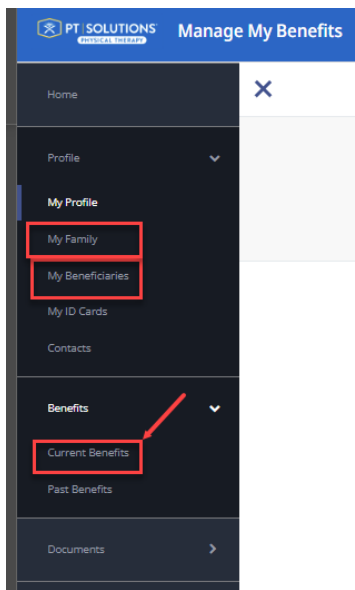 PT SOLUTIONS Manage My Benefits
PHYSICAL THERAPY
Home
Profile
My Profile
My Family
My Beneficiaries
My ID Cards
Contacts
Benefits
Current Benefits
Past Benefits
Documents